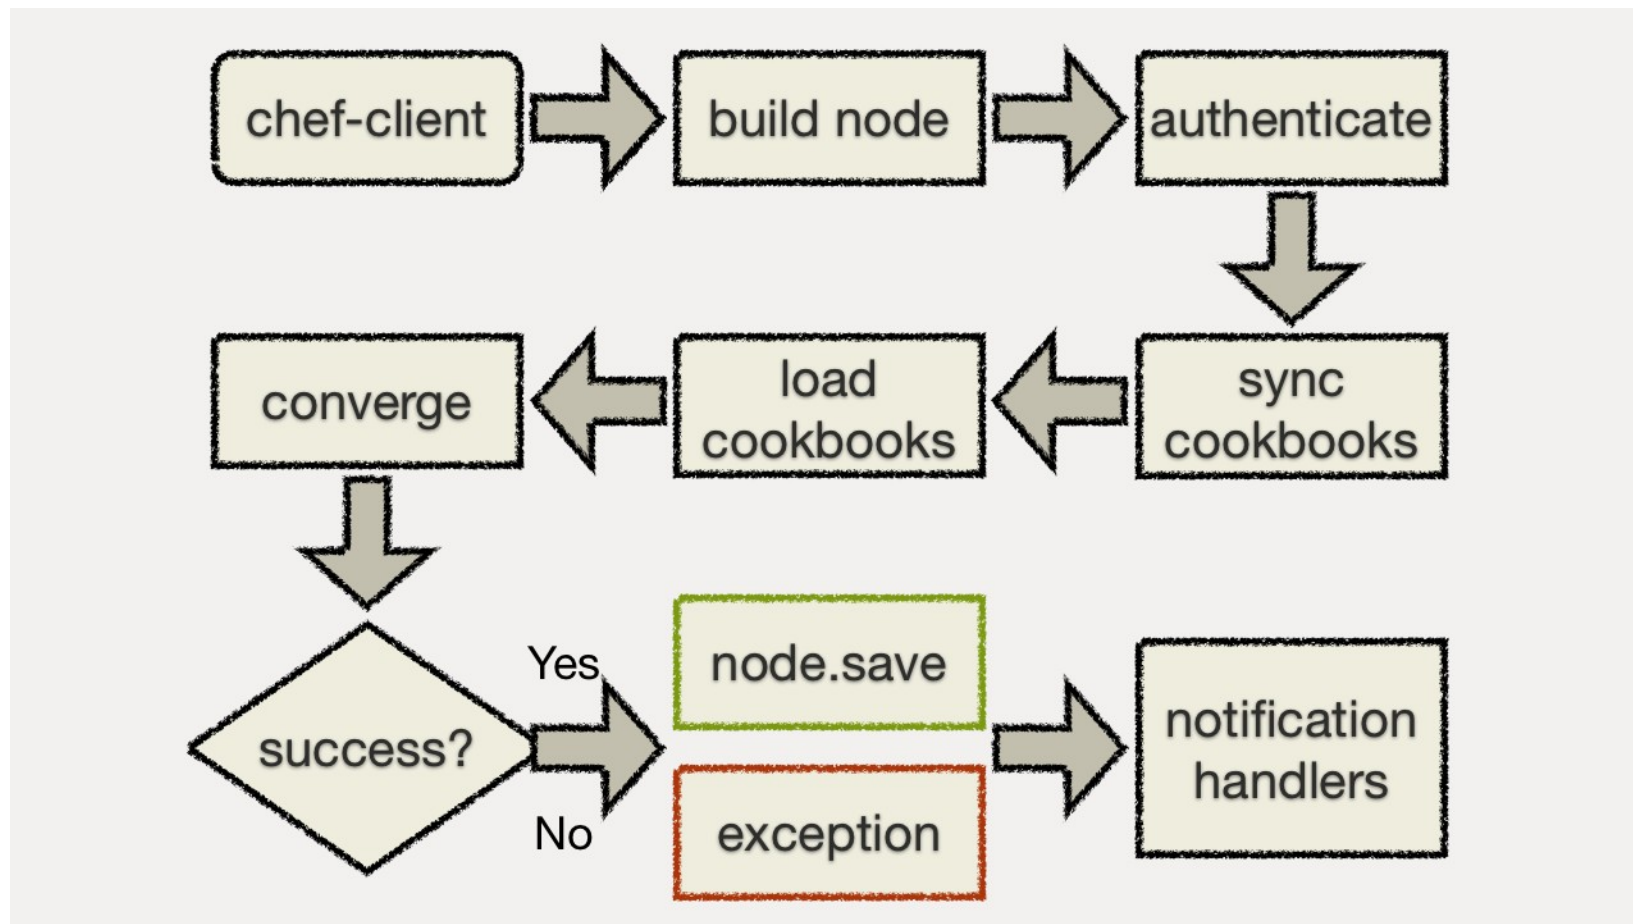 chef-client
build node
authenticate
converge
load
cookbooks
sync
cookbooks
success?
Yes
No
node.save
exception
notification
handlers